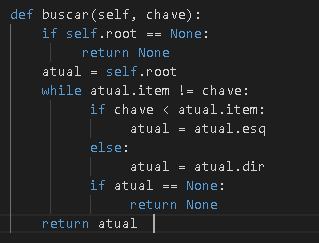 def buscar(self, chave):
    if self.root == None:
        return None
    atual = self.root
    while atual.item != chave:
        if chave < atual.item:
            atual = atual.esq
        else:
            atual = atual.dir
        if atual == None:
            return None
    return atual